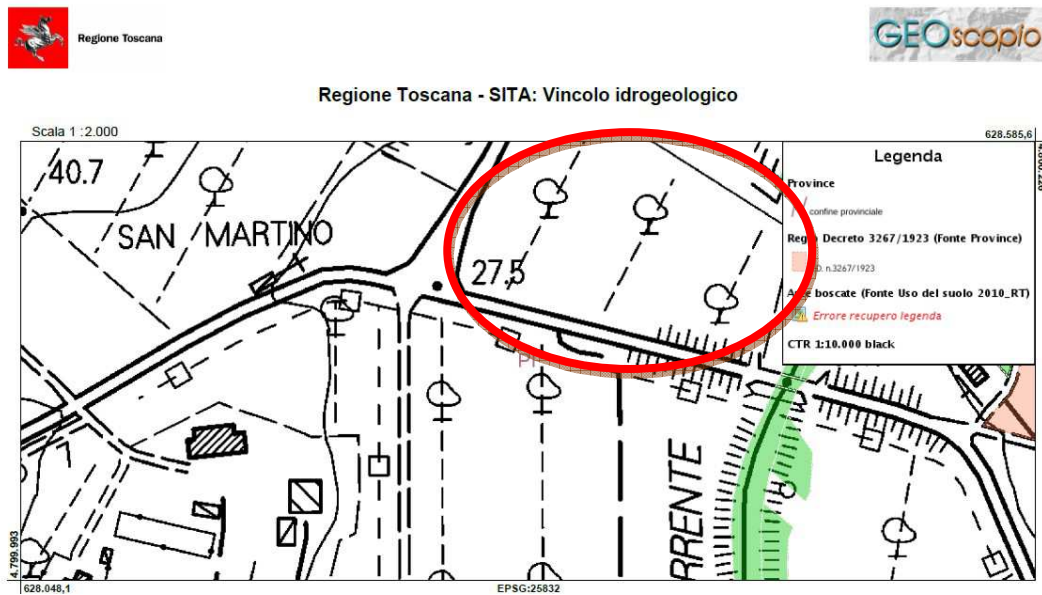 Regione Toscana
GEOscopio
Regione Toscana - SITA: Vincolo idrogeologico
Scala 1 :2.000
628.585,6
40.7
SAN MARTINO
27.5
Legenda
Province
confine provinciale
Regio Decreto 3267/1923 (Fonte Province)
D. n.3267/1923
boscate (Fonte Uso del suolo 2010_RT)
Errore recupero legenda
CTR 1:10.000 black
RRENTE
4.799.993
628.048,1
EPSG:25832